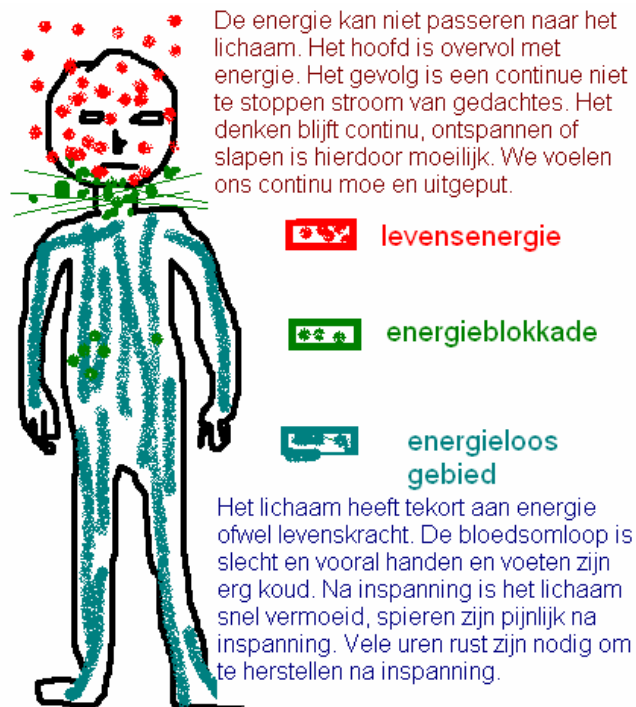 De energie kan niet passeren naar het
lichaam. Het hoofd is overvol met
energie. Het gevolg is een continue niet
te stoppen stroom van gedachtes. Het
denken blijft continu, ontspannen of
slapen is hierdoor moeilijk. We voelen
ons continu moe en uitgeput.
levensenergie
energieblokkade
energieloos
gebied
Het lichaam heeft tekort aan energie
ofwel levenskracht. De bloedsomloop is
slecht en vooral handen en voeten zijn
erg koud. Na inspanning is het lichaam
snel vermoeid, spieren zijn pijnlijk na
inspanning. Vele uren rust zijn nodig om
te herstellen na inspanning.